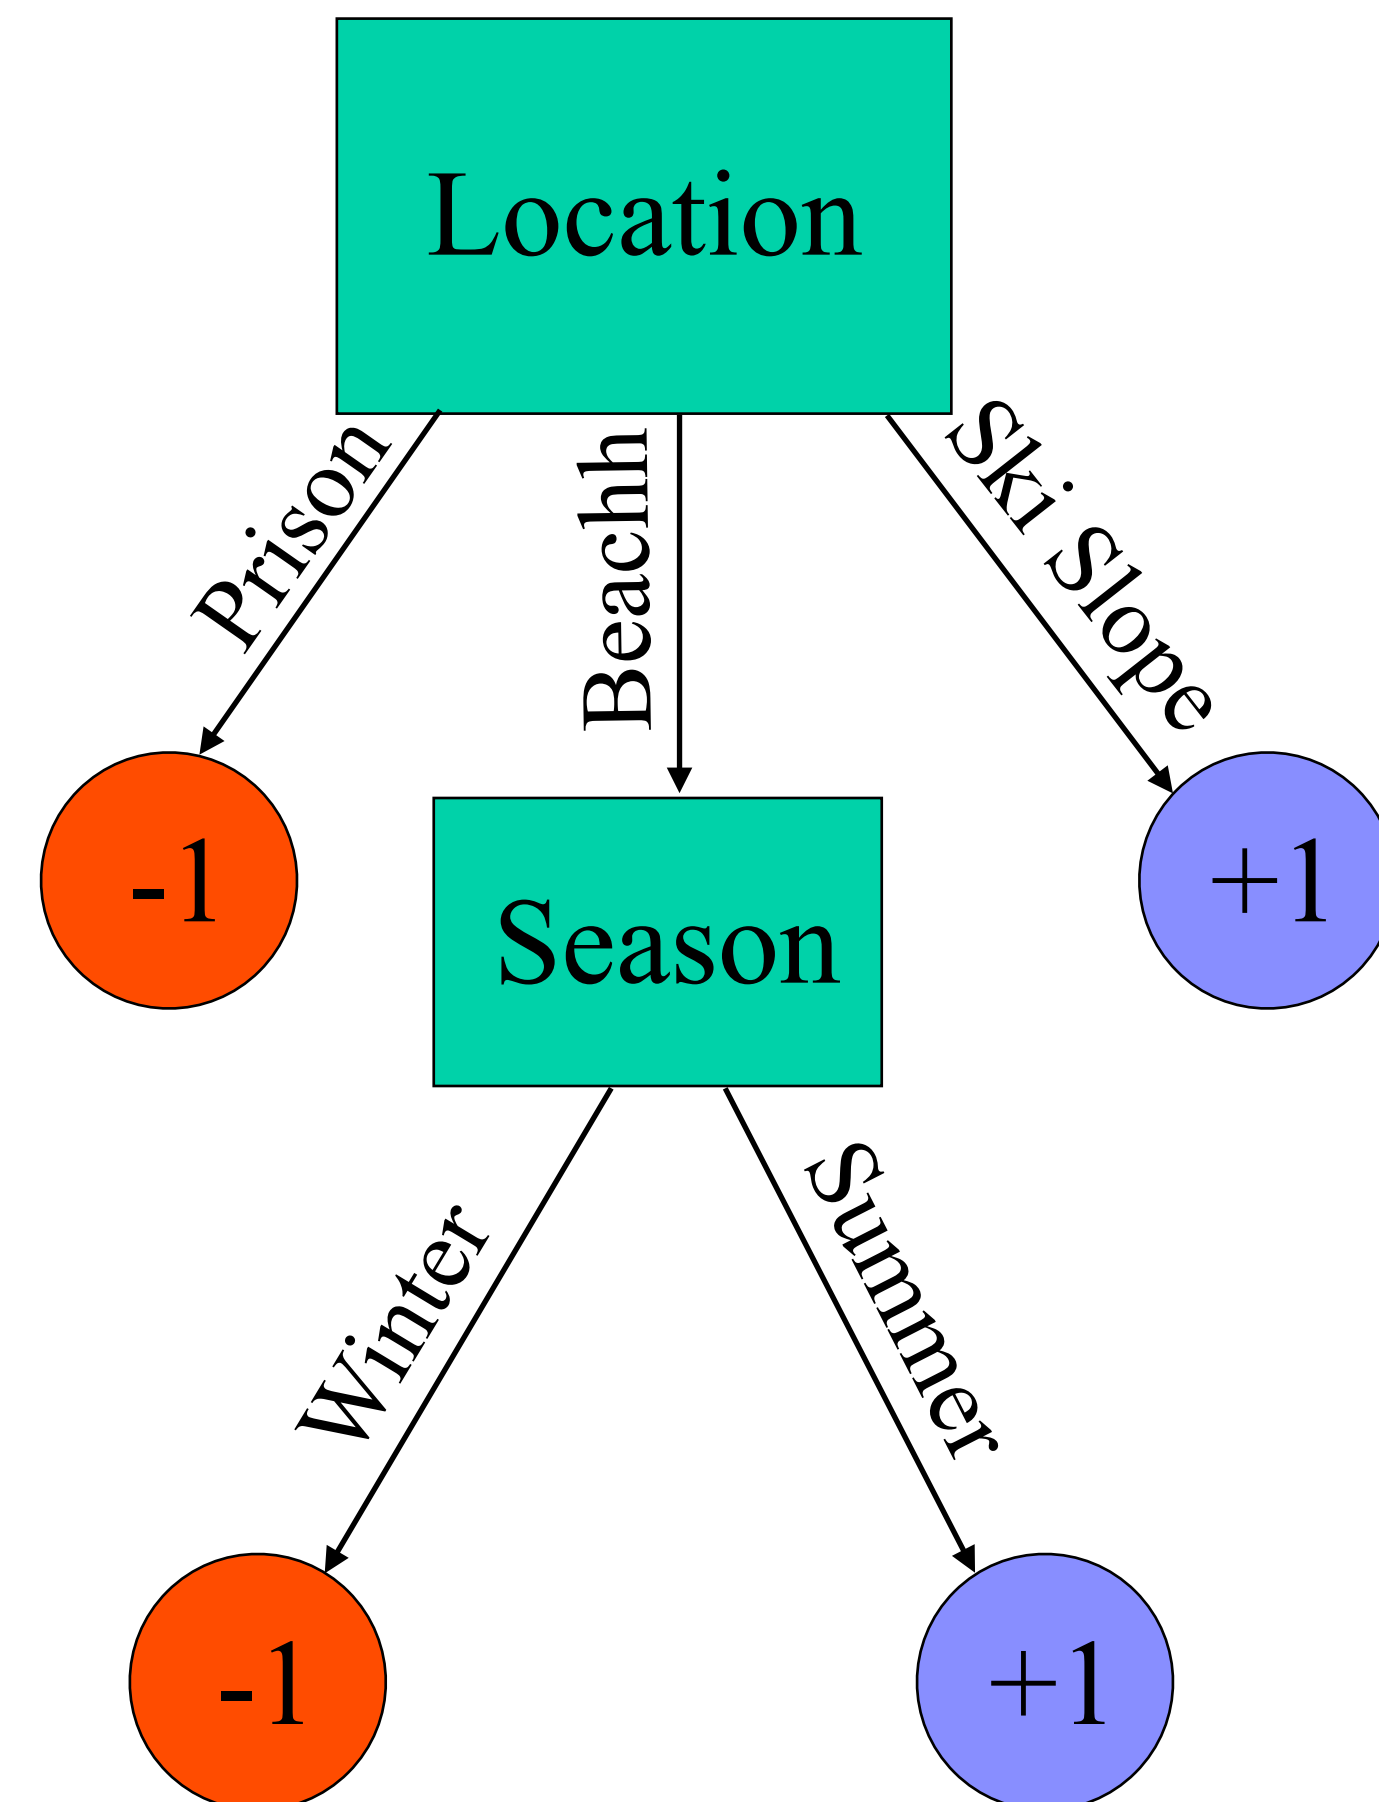 Location
Prison
Beachh
Ski Slope
-1
Season
+1
Winter
Summer
-1
+1